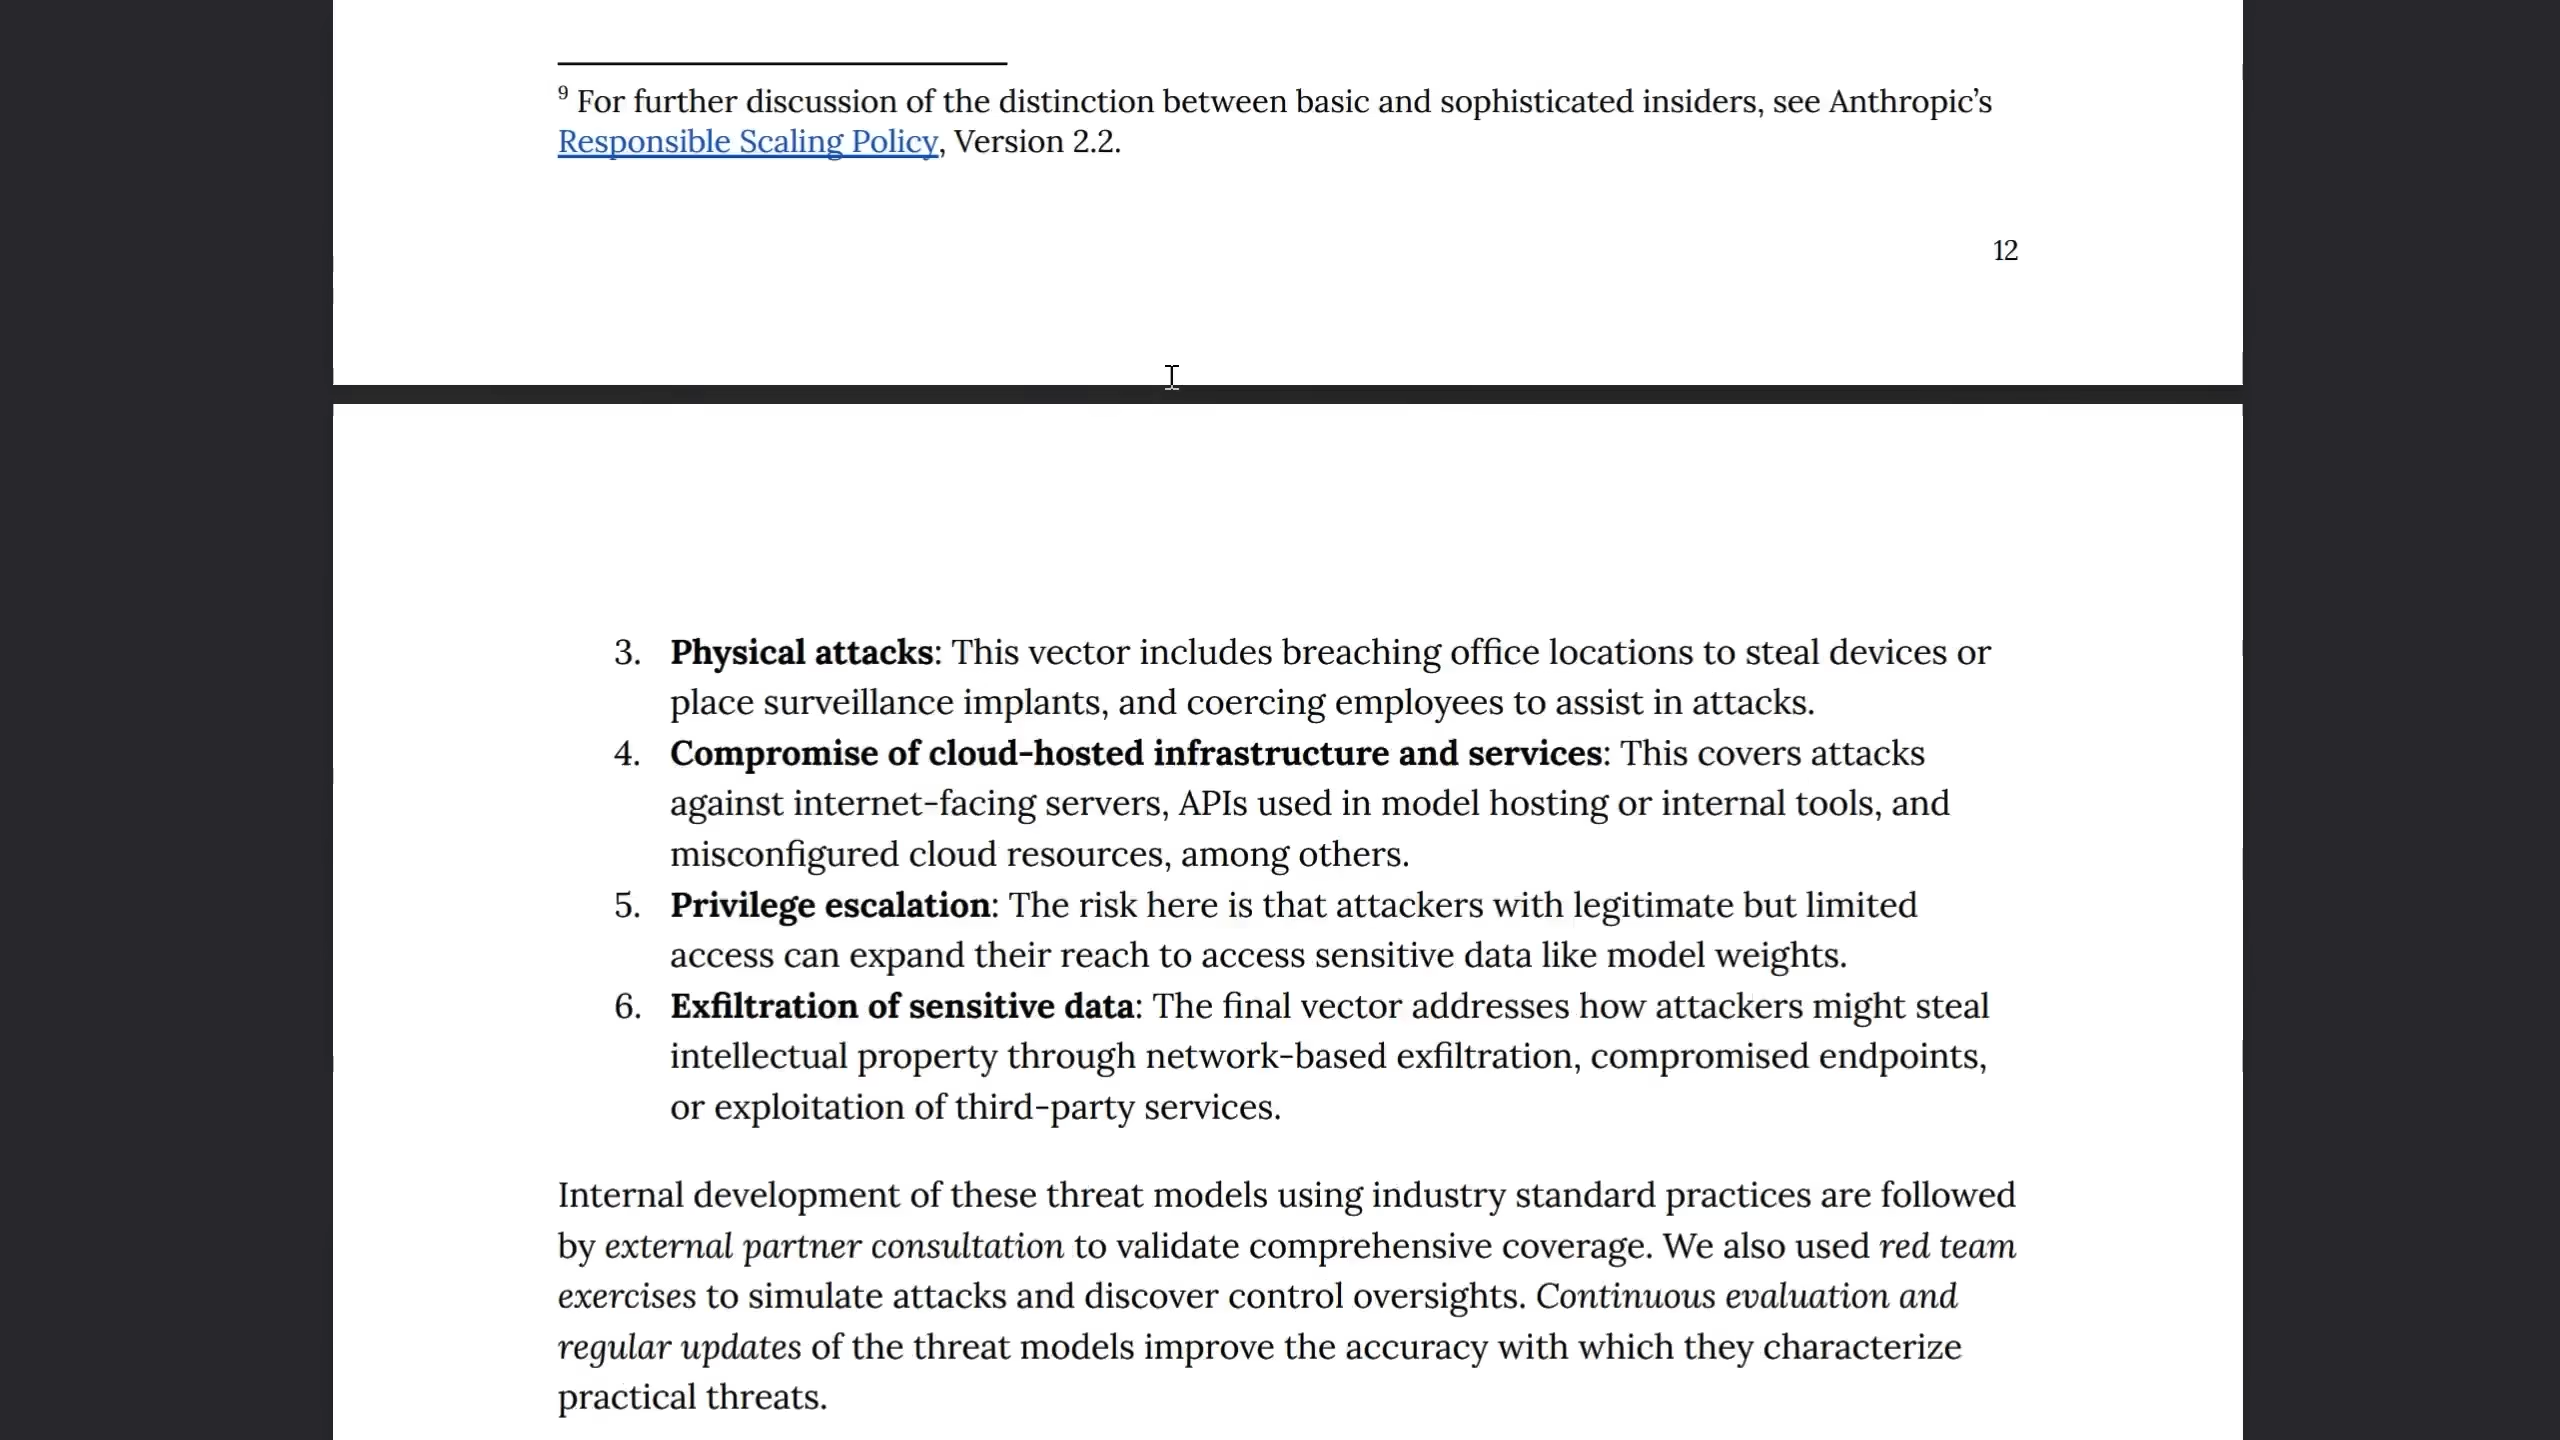 9 For further discussion of the distinction between basic and sophisticated insiders, see Anthropic’s
Responsible Scaling Policy, Version 2.2.
12
3. Physical attacks: This vector includes breaching office locations to steal devices or
place surveillance implants, and coercing employees to assist in attacks.
4. Compromise of cloud-hosted infrastructure and services: This covers attacks
against internet-facing servers, APIs used in model hosting or internal tools, and
misconfigured cloud resources, among others.
5. Privilege escalation: The risk here is that attackers with legitimate but limited
access can expand their reach to access sensitive data like model weights.
6. Exfiltration of sensitive data: The final vector addresses how attackers might steal
intellectual property through network-based exfiltration, compromised endpoints,
or exploitation of third-party services.
Internal development of these threat models using industry standard practices are followed
by external partner consultation to validate comprehensive coverage. We also used red team
exercises to simulate attacks and discover control oversights. Continuous evaluation and
regular updates of the threat models improve the accuracy with which they characterize
practical threats.